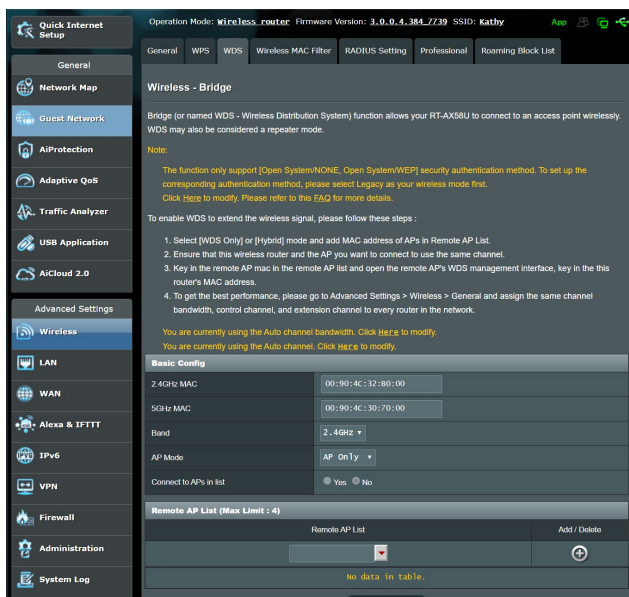 Quick Internet
Setup
Operation Mode: Wireless router Firmware Version: 3.0.0.4.384_7739 SSID: Kathy
App
General WPS WDS Wireless MAC Filter RADIUS Setting Professional Roaming Block List
General
Network Map
Guest Network
AiProtection
Adaptive QoS
Traffic Analyzer
USB Application
AiCloud 2.0
Advanced Settings
Wireless
LAN
WAN
Alexa & IFTTT
IPv6
VPN
Firewall
Administration
System Log
Wireless - Bridge
Bridge (or named WDS - Wireless Distribution System) function allows your RT-AX58U to connect to an access point wirelessly.
WDS may also be considered a repeater mode.
Note:
The function only support [Open System/NONE, Open System/WEP] security authentication method. To set up the
corresponding authentication method, please select Legacy as your wireless mode first.
Click Here to modify. Please refer to this FAQ for more details.
To enable WDS to extend the wireless signal, please follow these steps :
1. Select [WDS Only] or [Hybrid] mode and add MAC address of APs in Remote AP List.
2. Ensure that this wireless router and the AP you want to connect to use the same channel.
3. Key in the remote AP mac in the remote AP list and open the remote AP's WDS management interface, key in the this
router's MAC address.
4. To get the best performance, please go to Advanced Settings > Wireless > General and assign the same channel
bandwidth, control channel, and extension channel to every router in the network.
You are currently using the Auto channel bandwidth. Click Here to modify.
You are currently using the Auto channel. Click Here to modify.
Basic Config
2.4GHz MAC 00:90:4C:32:B0:00
5GHz MAC 00:90:4C:30:70:00
Band 2.4GHz
AP Mode AP Only
Connect to APs in list Yes No
Remote AP List (Max Limit : 4)
Remote AP List Add / Delete
No data in table.